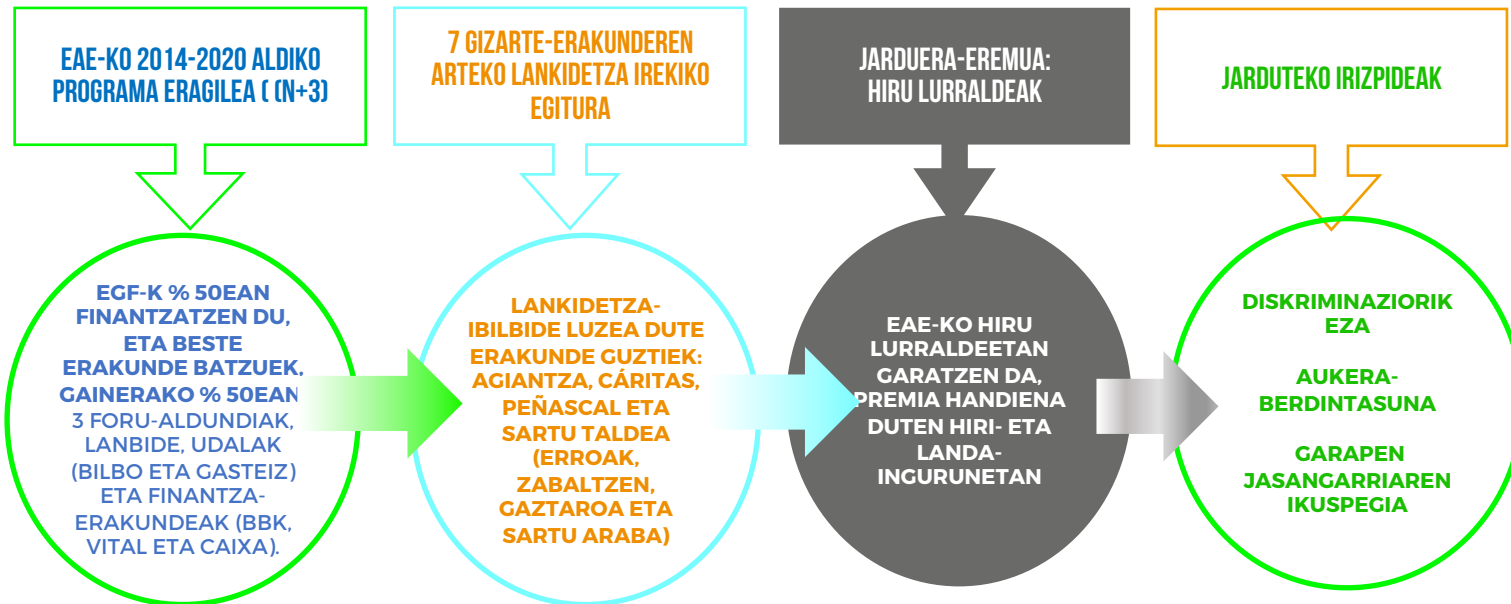 EAE-KO 2014-2020 ALDIKO
PROGRAMA ERAGILEA ( (N+3)
EGF-K % 50EAN
FINANTZATZEN DU,
ETA BESTE
ERAKUNDE BATZUEK,
GAINERAKO % 50EAN
3 FORU-ALDUNDIAK,
LANBIDE, UDALAK
(BILBO ETA GASTEIZ)
ETA FINANTZA-
ERAKUNDEAK (BBK,
VITAL ETA CAIXA).
7 GIZARTE-ERAKUNDEREN
ARTEKO LANKIDETZA IREKIKO
EGITURA
LANKIDETZA-
IBILBIDE LUZEA DUTE
ERAKUNDE GUZTIEK:
AGIANTZA, CÁRITAS,
PEÑASCAL ETA
SARTU TALDEA
(ERROAK,
ZABALTZEN,
GAZTAROA ETA
SARTU ARABA)
JARDUERA-EREMUA:
HIRU LURRALDEAK
EAE-KO HIRU
LURRALDEETAN
GARATZEN DA,
PREMIA HANDIENA
DUTEN HIRI- ETA
LANDA-
INGURUNETAN
JARDUTEKO IRIZPIDEAK
DISKRIMINAZIORIK
EZA
AUKERA-
BERDINTASUNA
GARAPEN
JASANGARRIAREN
IKUSPEGIA